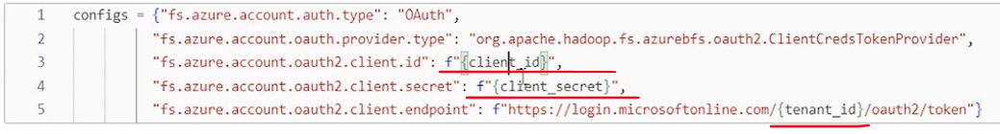 1 configs = {"fs.azure.account.auth.type": "OAuth",
2 "fs.azure.account.oauth.provider.type": "org.apache.hadoop.fs.azurebfs.oauth2.ClientCredsTokenProvider",
3 "fs.azure.account.oauth2.client.id": f"{client_id}",
4 "fs.azure.account.oauth2.client.secret": f"{client_secret}",
5 "fs.azure.account.oauth2.client.endpoint": f"https://login.microsoftonline.com/{tenant_id}/oauth2/token"}